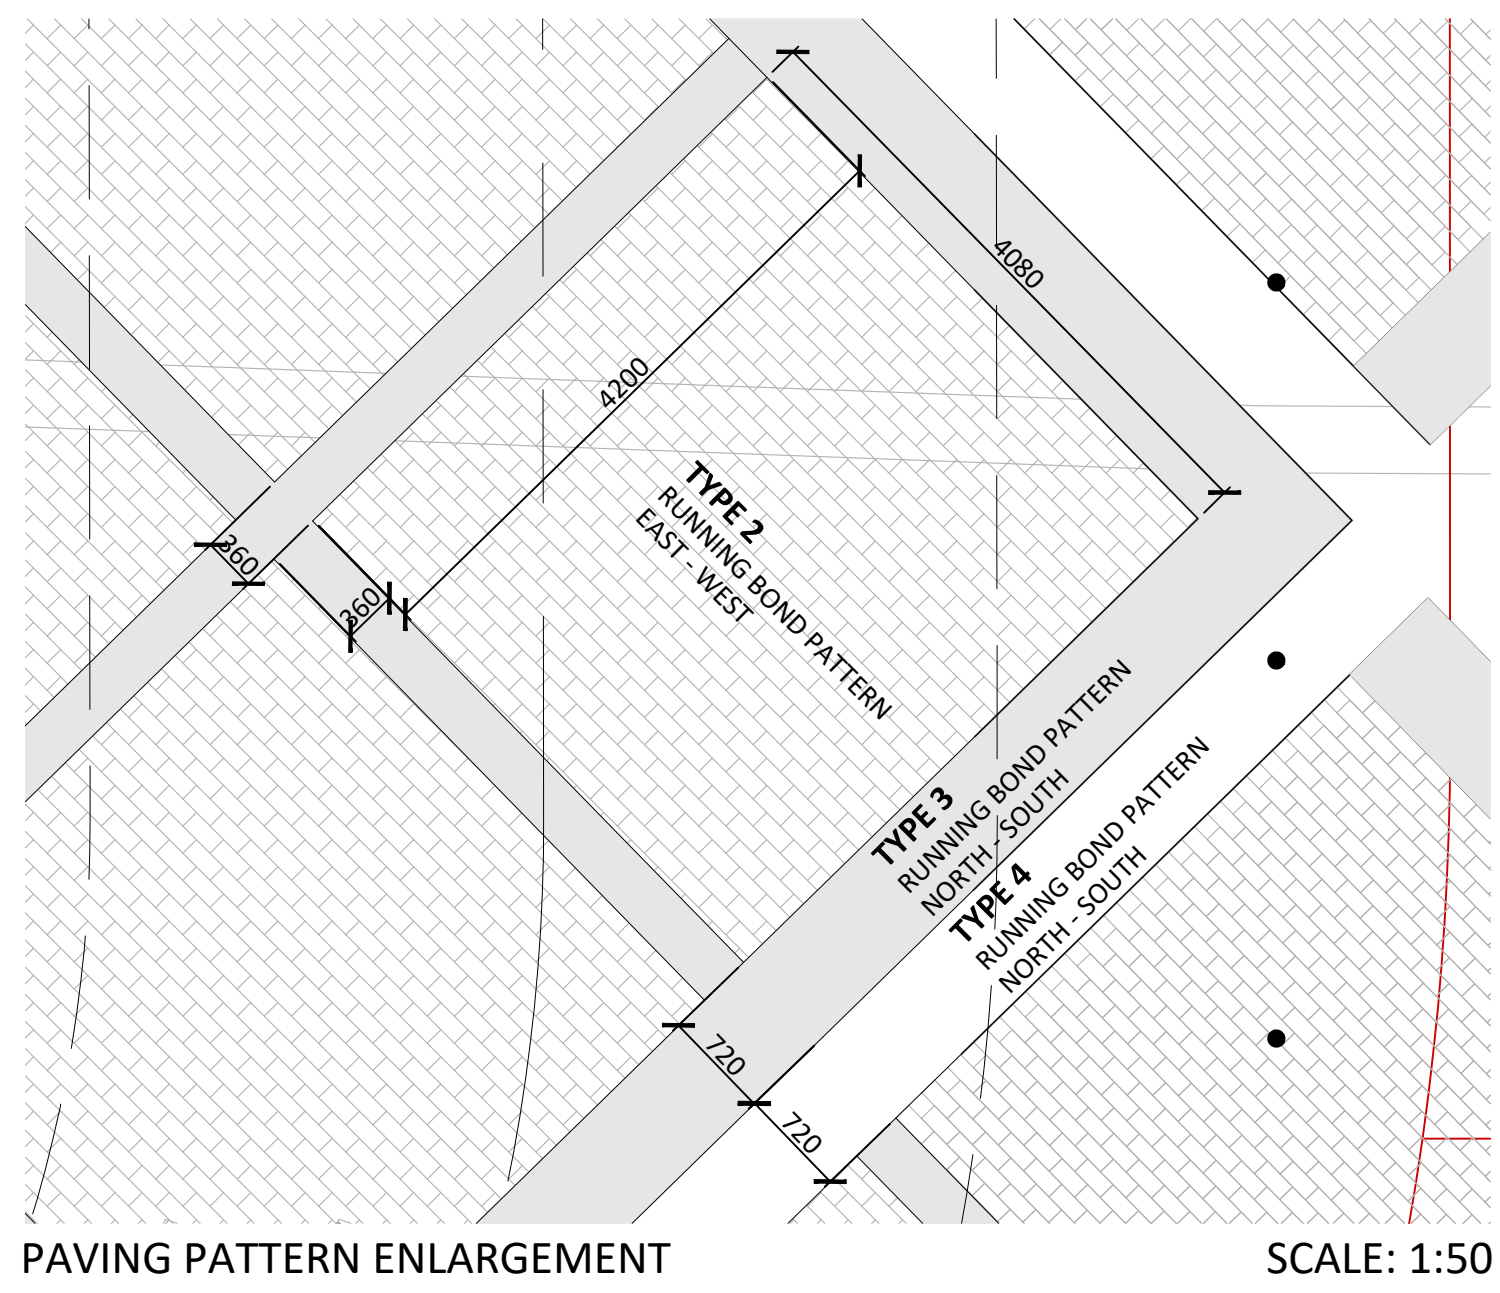 4080
4200
TYPE 2
RUNNING BOND PATTERN
EAST - WEST
360
360
TYPE 3
RUNNING BOND PATTERN
NORTH - SOUTH
TYPE 4
RUNNING BOND PATTERN
NORTH - SOUTH
720
720
PAVING PATTERN ENLARGEMENT
SCALE: 1:50